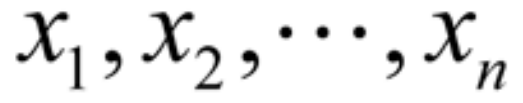 x₁, x₂, ⋯, xₙ